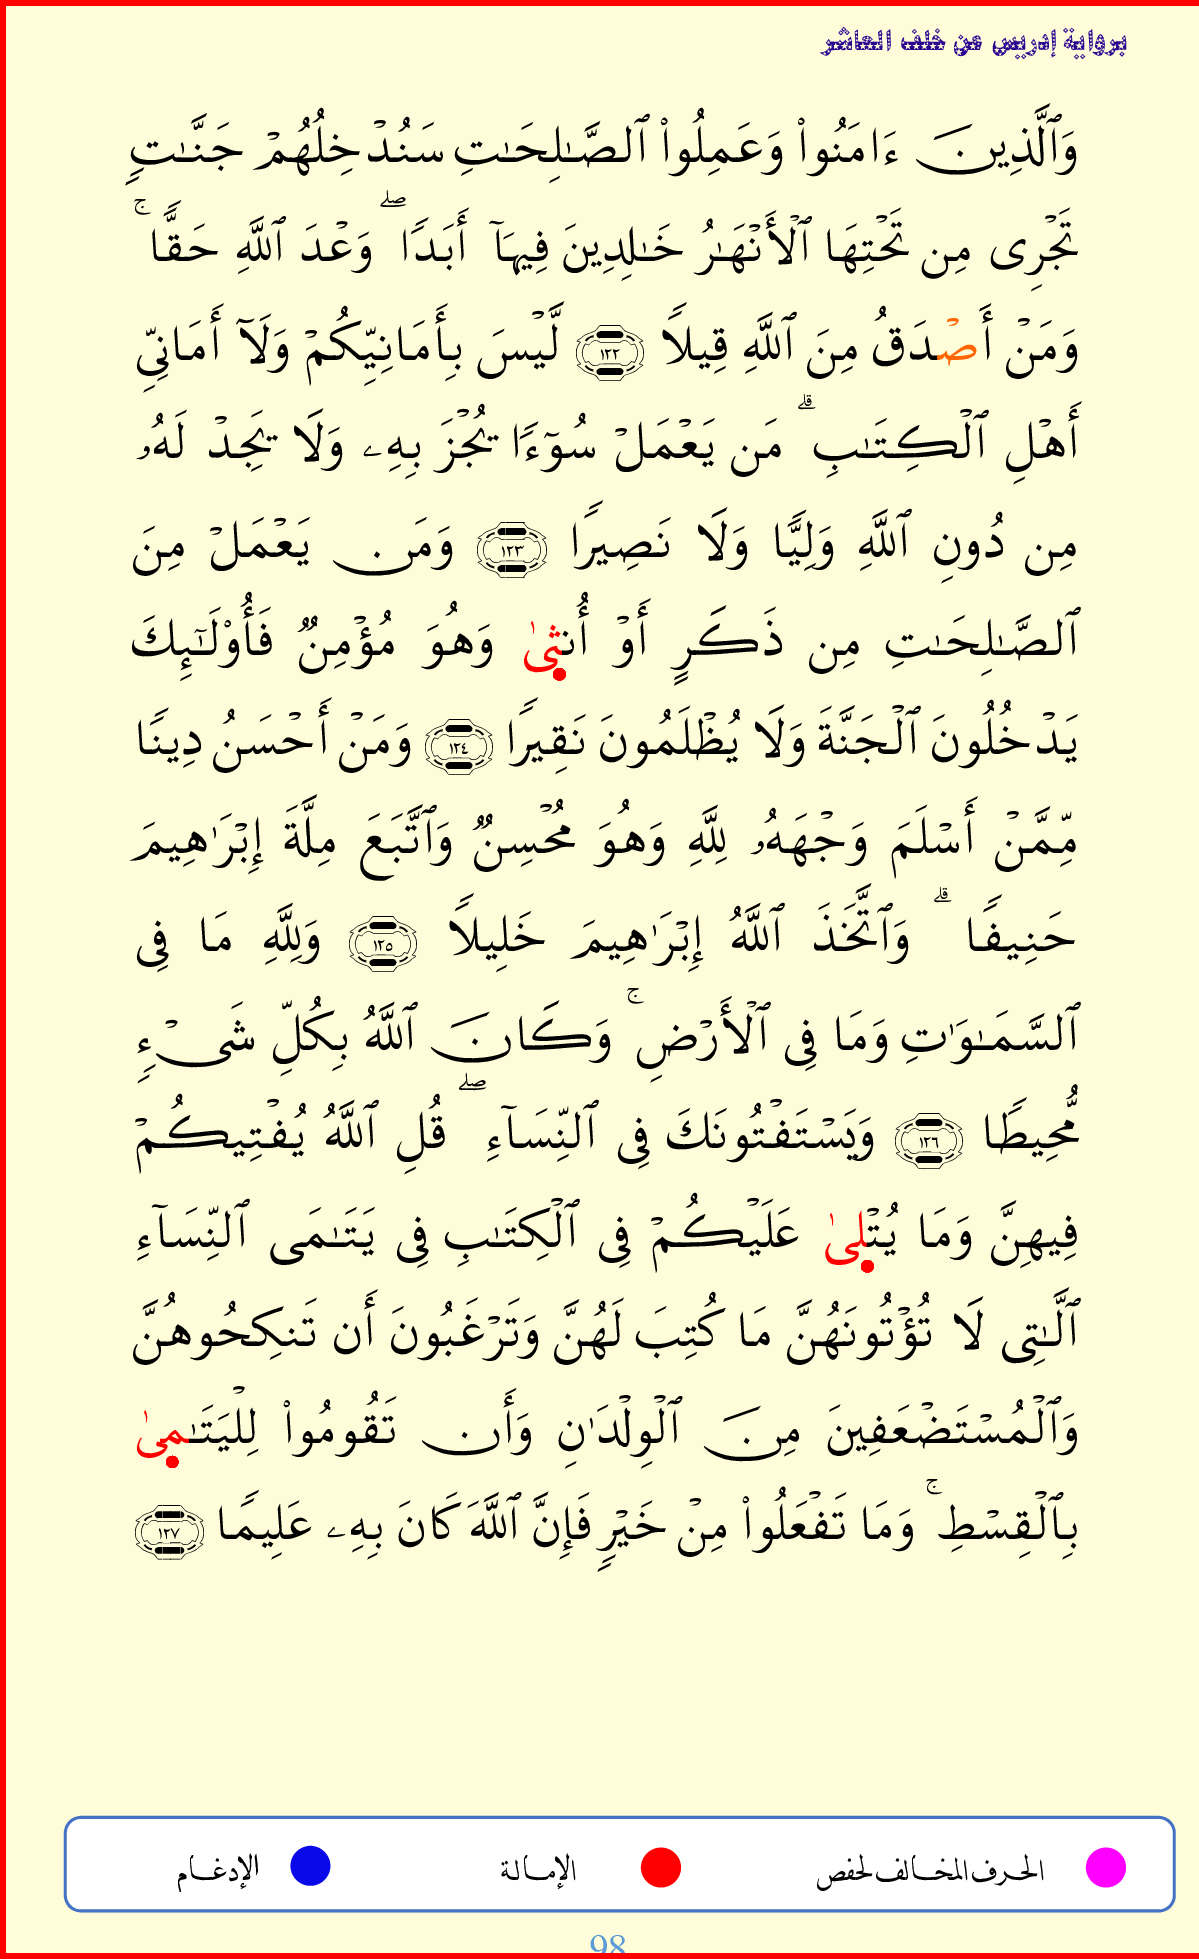 برواية إدريس عن خلف العاشر
وَٱلَّذِينَ ءَامَنُوا۟ وَعَمِلُوا۟ ٱلصَّـٰلِحَـٰتِ سَنُدْخِلُهُمْ جَنَّـٰتٍ
تَجْرِى مِن تَحْتِهَا ٱلْأَنْهَـٰرُ خَـٰلِدِينَ فِيهَآ أَبَدًا ۖ وَعْدَ ٱللَّهِ حَقًّا ۚ
وَمَنْ أَصْدَقُ مِنَ ٱللَّهِ قِيلًا ١٢٢ لَّيْسَ بِأَمَانِيِّكُمْ وَلَآ أَمَانِىِّ
أَهْلِ ٱلْكِتَـٰبِ ۗ مَن يَعْمَلْ سُوٓءًا يُجْزَ بِهِۦ وَلَا يَجِدْ لَهُۥ
مِن دُونِ ٱللَّهِ وَلِيًّا وَلَا نَصِيرًا ١٢٣ وَمَن يَعْمَلْ مِنَ
ٱلصَّـٰلِحَـٰتِ مِن ذَكَرٍ أَوْ أُنثىٰ وَهُوَ مُؤْمِنٌ فَأُو۟لَـٰٓئِكَ
يَدْخُلُونَ ٱلْجَنَّةَ وَلَا يُظْلَمُونَ نَقِيرًا ١٢٤ وَمَنْ أَحْسَنُ دِينًا
مِّمَّنْ أَسْلَمَ وَجْهَهُۥ لِلَّهِ وَهُوَ مُحْسِنٌ وَٱتَّبَعَ مِلَّةَ إِبْرَٰهِيمَ
حَنِيفًا ۗ وَٱتَّخَذَ ٱللَّهُ إِبْرَٰهِيمَ خَلِيلًا ١٢٥ وَلِلَّهِ مَا فِى
ٱلسَّمَـٰوَٰتِ وَمَا فِى ٱلْأَرْضِ ۚ وَكَانَ ٱللَّهُ بِكُلِّ شَىْءٍ
مُّحِيطًا ١٢٦ وَيَسْتَفْتُونَكَ فِى ٱلنِّسَآءِ ۖ قُلِ ٱللَّهُ يُفْتِيكُمْ
فِيهِنَّ وَمَا يُتْلىٰ عَلَيْكُمْ فِى ٱلْكِتَـٰبِ فِى يَتَـٰمَى ٱلنِّسَآءِ
ٱلَّـٰتِى لَا تُؤْتُونَهُنَّ مَا كُتِبَ لَهُنَّ وَتَرْغَبُونَ أَن تَنكِحُوهُنَّ
وَٱلْمُسْتَضْعَفِينَ مِنَ ٱلْوِلْدَٰنِ وَأَن تَقُومُوا۟ لِلْيَتَـٰمىٰ
بِٱلْقِسْطِ ۚ وَمَا تَفْعَلُوا۟ مِنْ خَيْرٍ فَإِنَّ ٱللَّهَ كَانَ بِهِۦ عَلِيمًا ١٢٧
الحرف المخالف لحفص الإمالة الإدغام
98